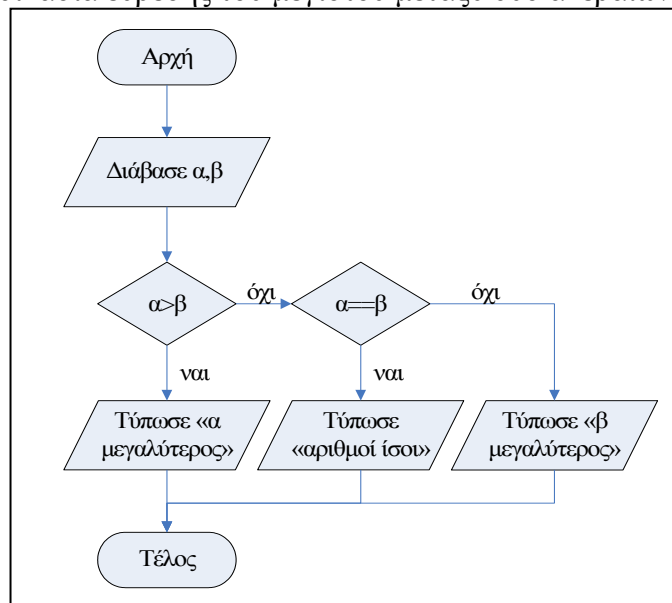 Αρχή
Διάβασε α,β
α>β
όχι
α==β
όχι
ναι
ναι
Τύπωσε «α
μεγαλύτερος»
Τύπωσε
«αριθμοί ίσοι»
Τύπωσε «β
μεγαλύτερος»
Τέλος